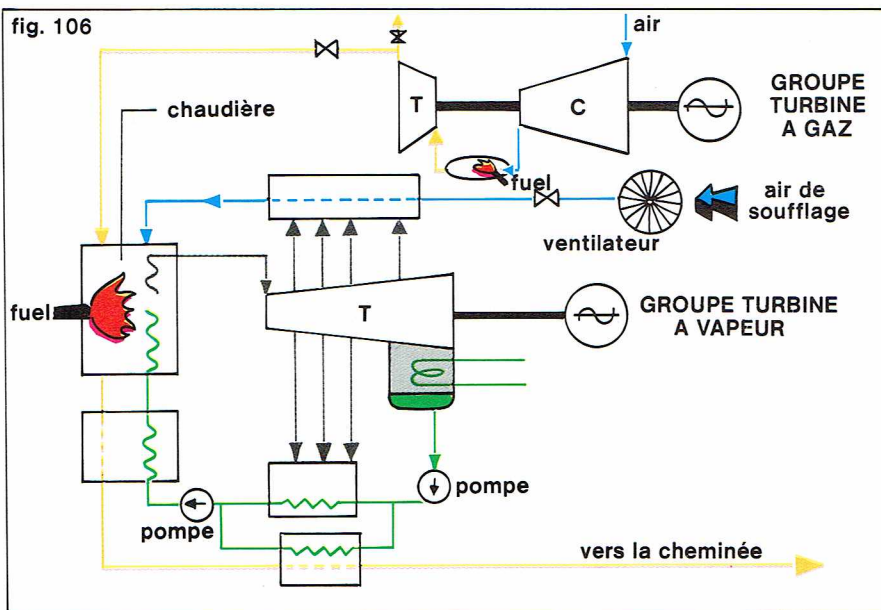 fig. 106
air
T
C
GROUPE
TURBINE
A GAZ
chaudière
fuel
air de
soufflage
ventilateur
fuel
T
GROUPE TURBINE
A VAPEUR
pompe
pompe
vers la cheminée